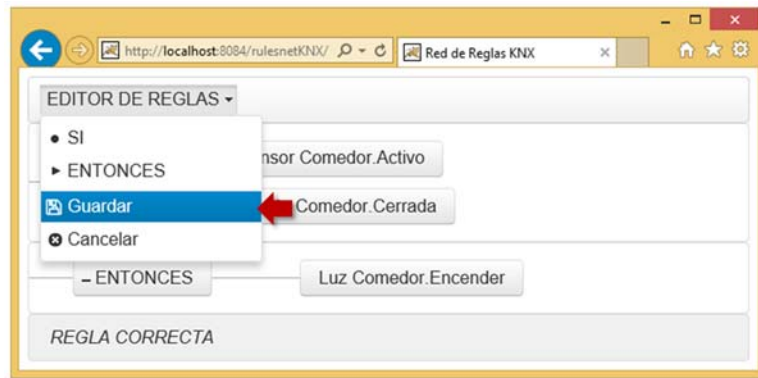 http://localhost:8084/rulesnetKNX/
Red de Reglas KNX
EDITOR DE REGLAS
SI
ENTONCES
Guardar
Cancelar
nsor Comedor.Activo
Comedor.Cerrada
– ENTONCES
Luz Comedor.Encender
REGLA CORRECTA